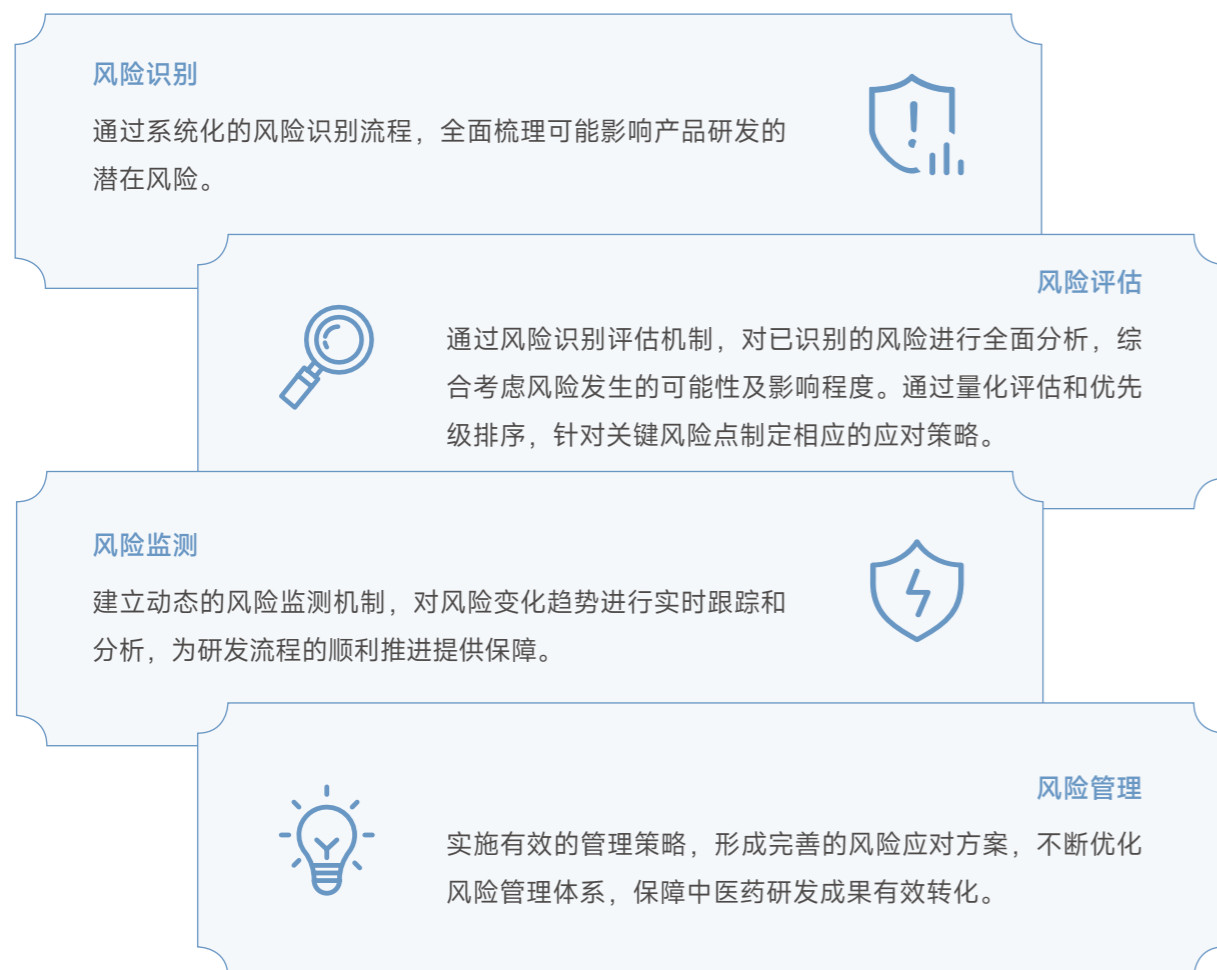 风险识别
通过系统化的风险识别流程，全面梳理可能影响产品研发的
潜在风险。
风险评估
通过风险识别评估机制，对已识别的风险进行全面分析，综
合考虑风险发生的可能性及影响程度。通过量化评估和优先
级排序，针对关键风险点制定相应的应对策略。
风险监测
建立动态的风险监测机制，对风险变化趋势进行实时跟踪和
分析，为研发流程的顺利推进提供保障。
风险管理
实施有效的管理策略，形成完善的风险应对方案，不断优化
风险管理体系，保障中医药研发成果有效转化。